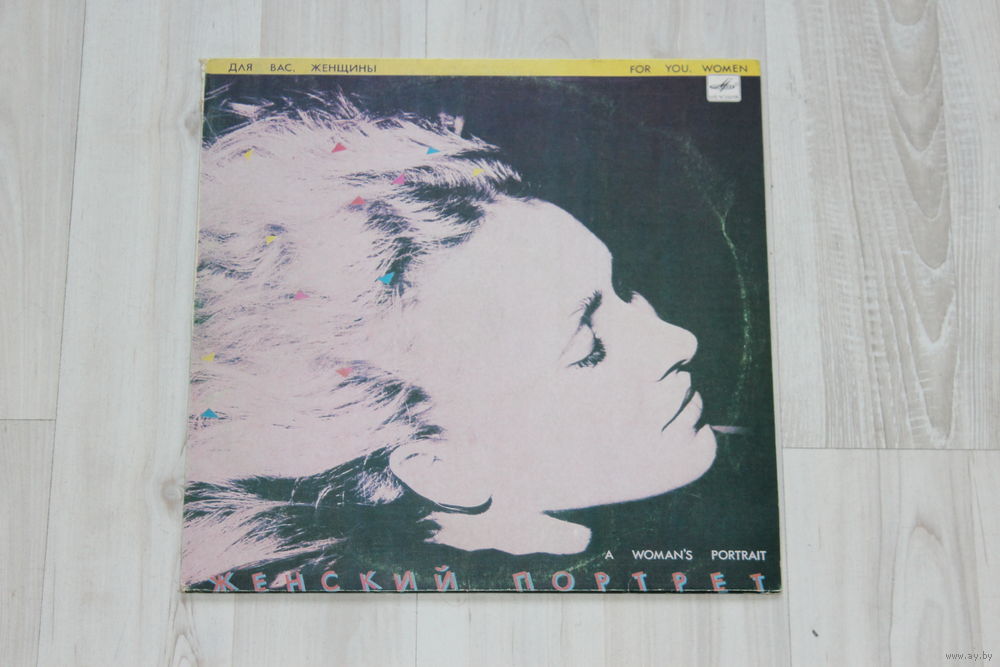 ДЛЯ ВАС, ЖЕНЩИНЫ
FOR YOU, WOMEN
A WOMAN'S PORTRAIT
ЖЕНСКИЙ ПОРТРЕТ
www.ay.by